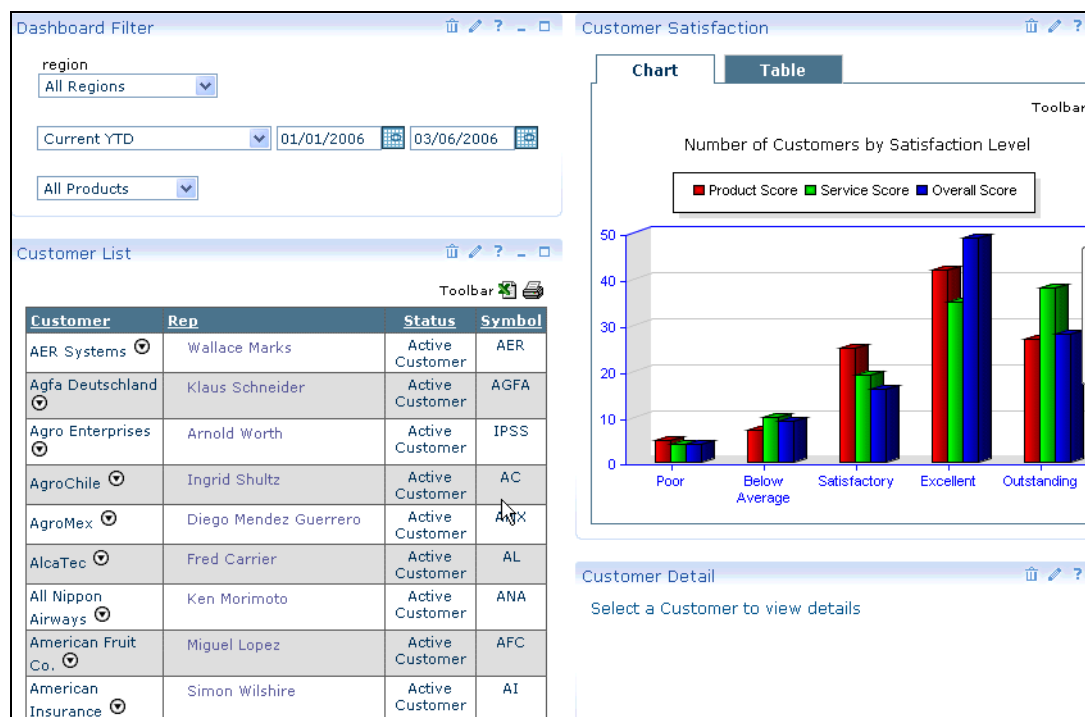 Dashboard Filter
region
All Regions
Current YTD 01/01/2006 03/06/2006
All Products
Customer List
Toolbar
Customer Rep Status Symbol
AER Systems Wallace Marks Active Customer AER
Agfa Deutschland Klaus Schneider Active Customer AGFA
Agro Enterprises Arnold Worth Active Customer IPSS
AgroChile Ingrid Shultz Active Customer AC
AgroMex Diego Mendez Guerrero Active Customer
AlcaTec Fred Carrier Active Customer AL
All Nippon Airways Ken Morimoto Active Customer ANA
American Fruit Co. Miguel Lopez Active Customer AFC
American Insurance Simon Wilshire Active Customer AI
Customer Satisfaction
Chart Table
Toolbar
Number of Customers by Satisfaction Level
Product Score Service Score Overall Score
50
40
30
20
10
0
Poor Below Average Satisfactory Excellent Outstanding
Customer Detail
Select a Customer to view details